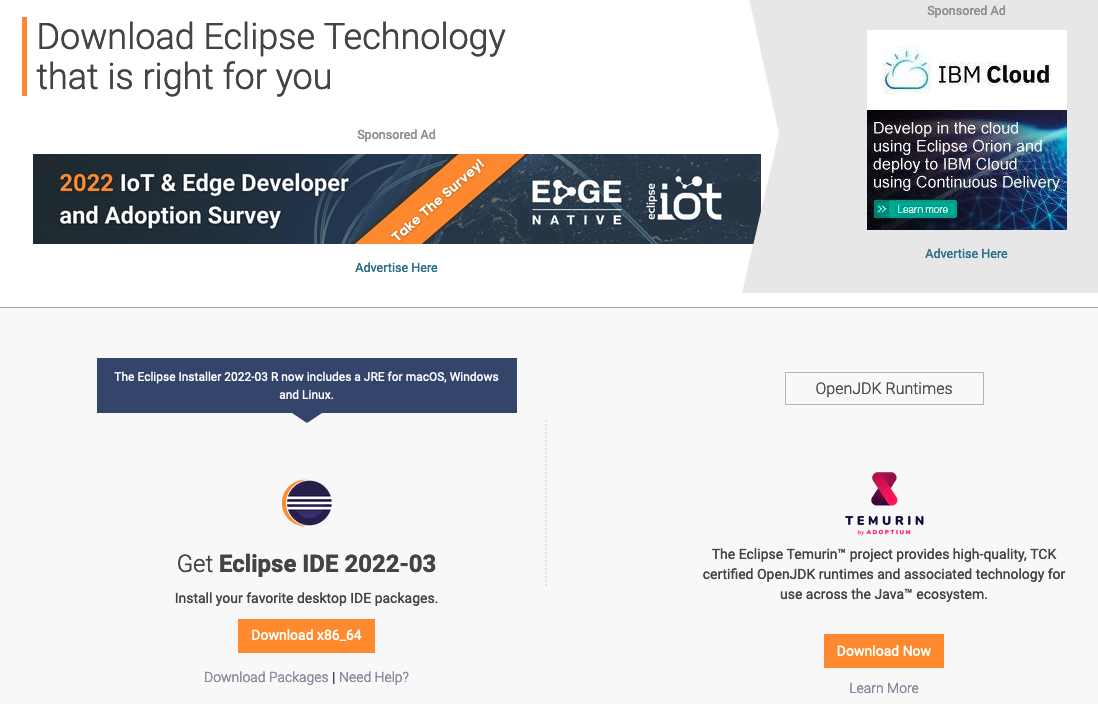 Download Eclipse Technology
that is right for you
Sponsored Ad
2022 IoT & Edge Developer
and Adoption Survey
Take The Survey!
EDGE
NATIVE
eclipse
iot
Advertise Here
Sponsored Ad
IBM Cloud
Develop in the cloud
using Eclipse Orion and
deploy to IBM Cloud
using Continuous Delivery
>> Learn more
Advertise Here
The Eclipse Installer 2022-03 R now includes a JRE for macOS, Windows
and Linux.
Get Eclipse IDE 2022-03
Install your favorite desktop IDE packages.
Download x86_64
Download Packages | Need Help?
OpenJDK Runtimes
TEMURIN
by ADOPTIUM
The Eclipse Temurin™ project provides high-quality, TCK
certified OpenJDK runtimes and associated technology for
use across the Java™ ecosystem.
Download Now
Learn More